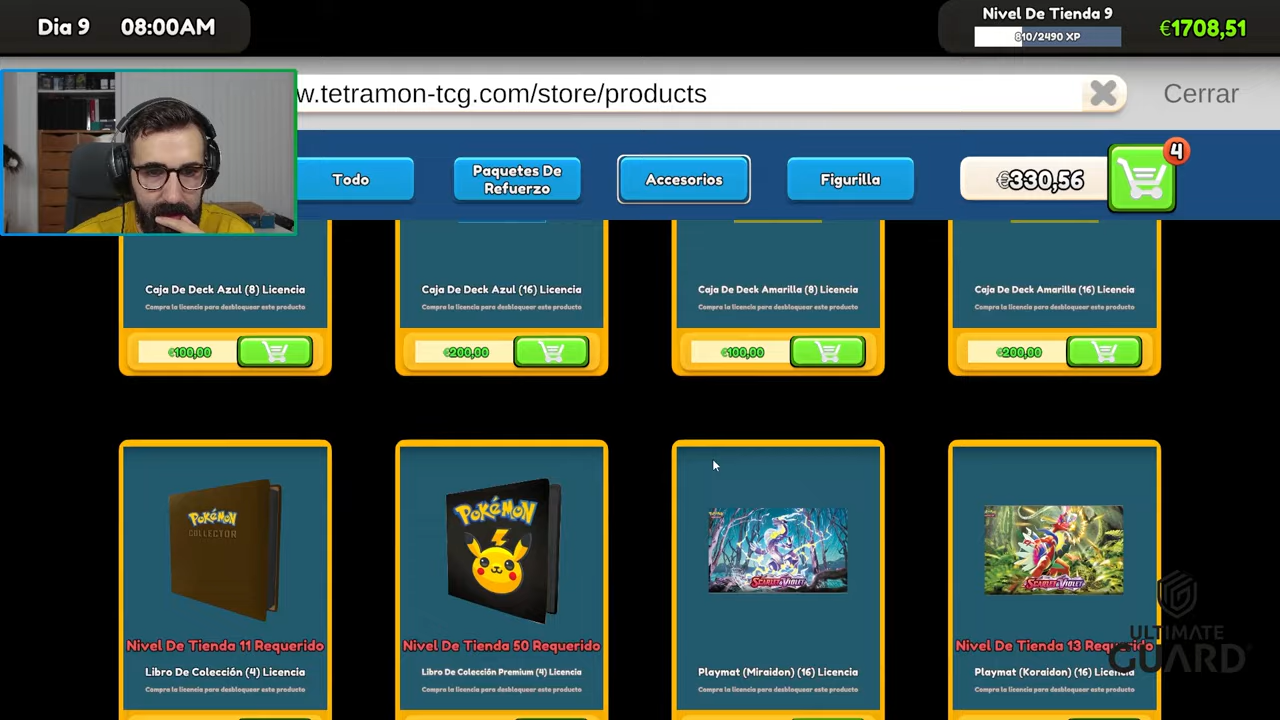 Dia 9 08:00AM
Nivel De Tienda 9
810/2490 XP
€1708,51
w.tetramon-tcg.com/store/products
Cerrar
Todo
Paquetes De
Refuerzo
Accesorios
Figurilla
€330,56
4
Caja De Deck Azul (8) Licencia
Compra la licencia para desbloquear este producto
€100,00
Caja De Deck Azul (16) Licencia
Compra la licencia para desbloquear este producto
€200,00
Caja De Deck Amarilla (8) Licencia
Compra la licencia para desbloquear este producto
€100,00
Caja De Deck Amarilla (16) Licencia
Compra la licencia para desbloquear este producto
€200,00
POKÉMON
COLLECTOR
Nivel De Tienda 11 Requerido
Libro De Colección (4) Licencia
Compra la licencia para desbloquear este producto
POKÉMON
Nivel De Tienda 50 Requerido
Libro De Colección Premium (4) Licencia
Compra la licencia para desbloquear este producto
SCARLET & VIOLET
Playmat (Miraidon) (16) Licencia
Compra la licencia para desbloquear este producto
SCARLET & VIOLET
Nivel De Tienda 13 Requerido
Playmat (Koraidon) (16) Licencia
Compra la licencia para desbloquear este producto
ULTIMATE
GUARD